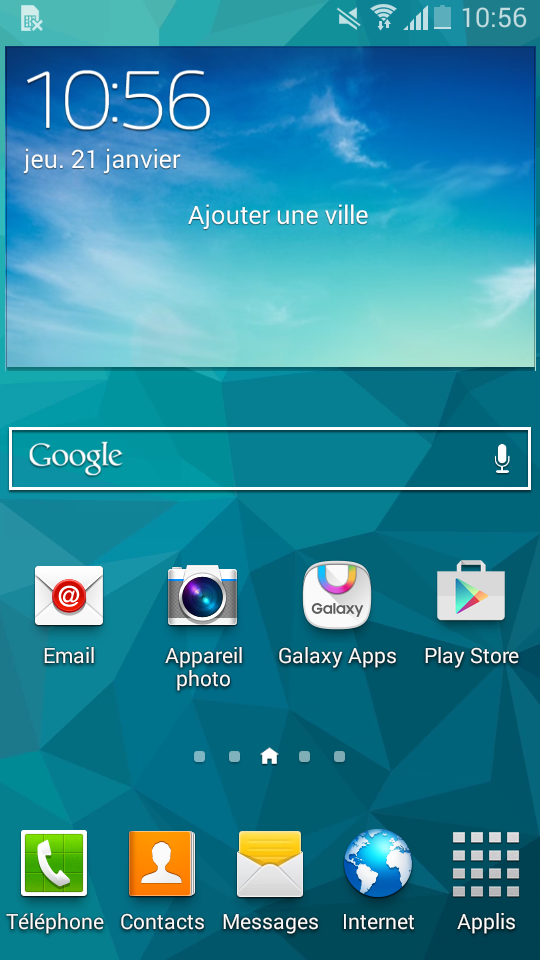 10:56
10:56
jeu. 21 janvier
Ajouter une ville
Google
@
Galaxy
Email
Appareil
photo
Galaxy Apps
Play Store
Téléphone
Contacts
Messages
Internet
Applis